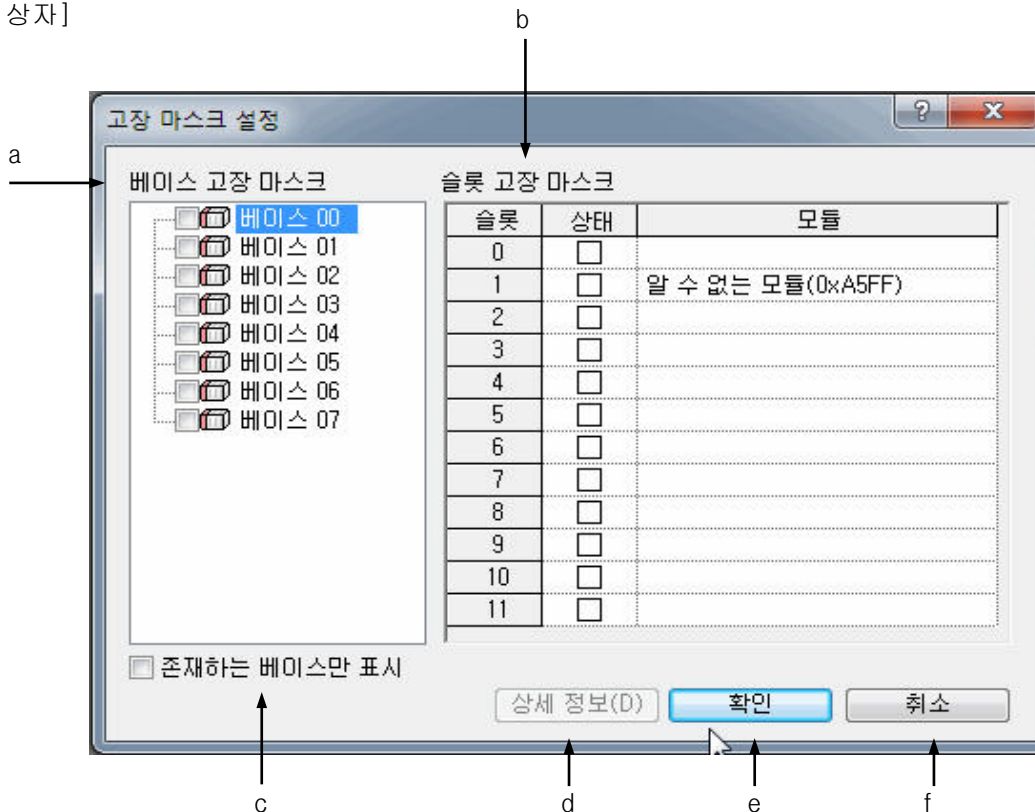 상자]
b
고장 마스크 설정
a
베이스 고장 마스크
슬롯 고장 마스크
베이스 00
베이스 01
베이스 02
베이스 03
베이스 04
베이스 05
베이스 06
베이스 07
슬롯 상태 모듈
0
1 알 수 없는 모듈(0xA5FF)
2
3
4
5
6
7
8
9
10
11
존재하는 베이스만 표시
상세 정보(D) 확인 취소
c d e f